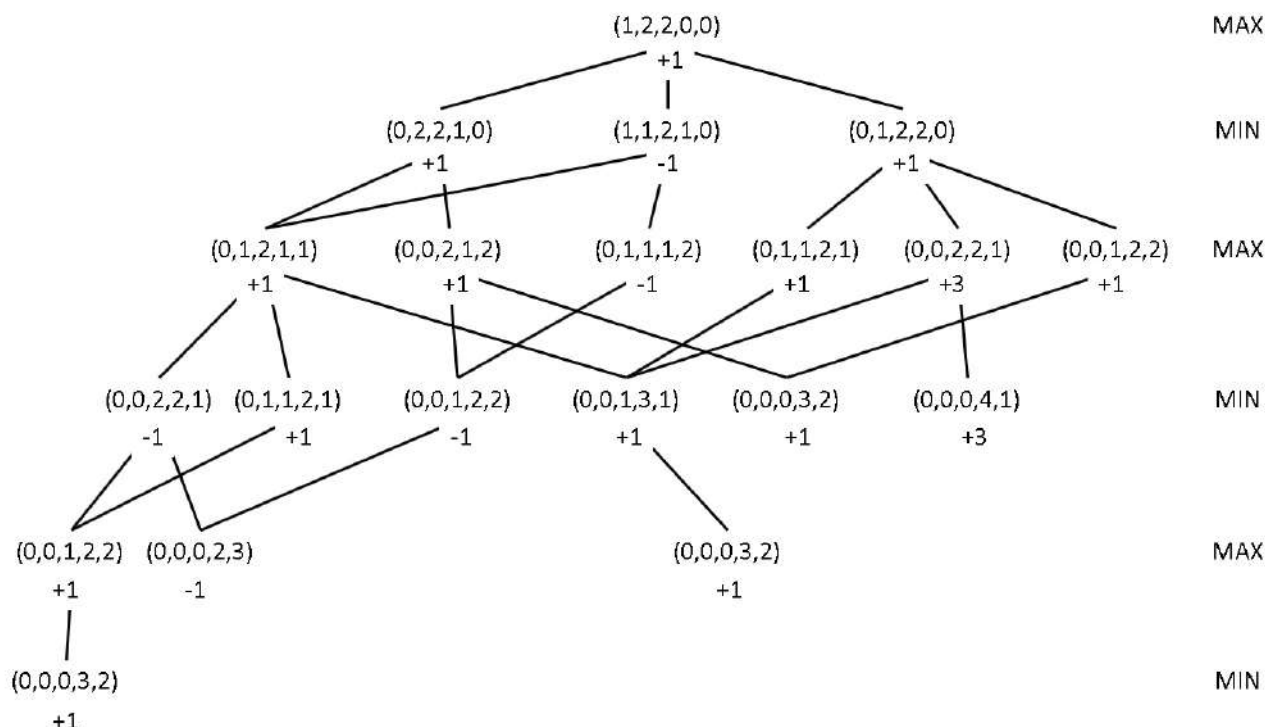 (1,2,2,0,0) MAX
+1
(0,2,2,1,0) (1,1,2,1,0) (0,1,2,2,0) MIN
+1 -1 +1
(0,1,2,1,1) (0,0,2,1,2) (0,1,1,1,2) (0,1,1,2,1) (0,0,2,2,1) (0,0,1,2,2) MAX
+1 +1 -1 +1 +3 +1
(0,0,2,2,1) (0,1,1,2,1) (0,0,1,2,2) (0,0,1,3,1) (0,0,0,3,2) (0,0,0,4,1) MIN
-1 +1 -1 +1 +1 +3
(0,0,1,2,2) (0,0,0,2,3) (0,0,0,3,2) MAX
+1 -1 +1
(0,0,0,3,2) MIN
+1